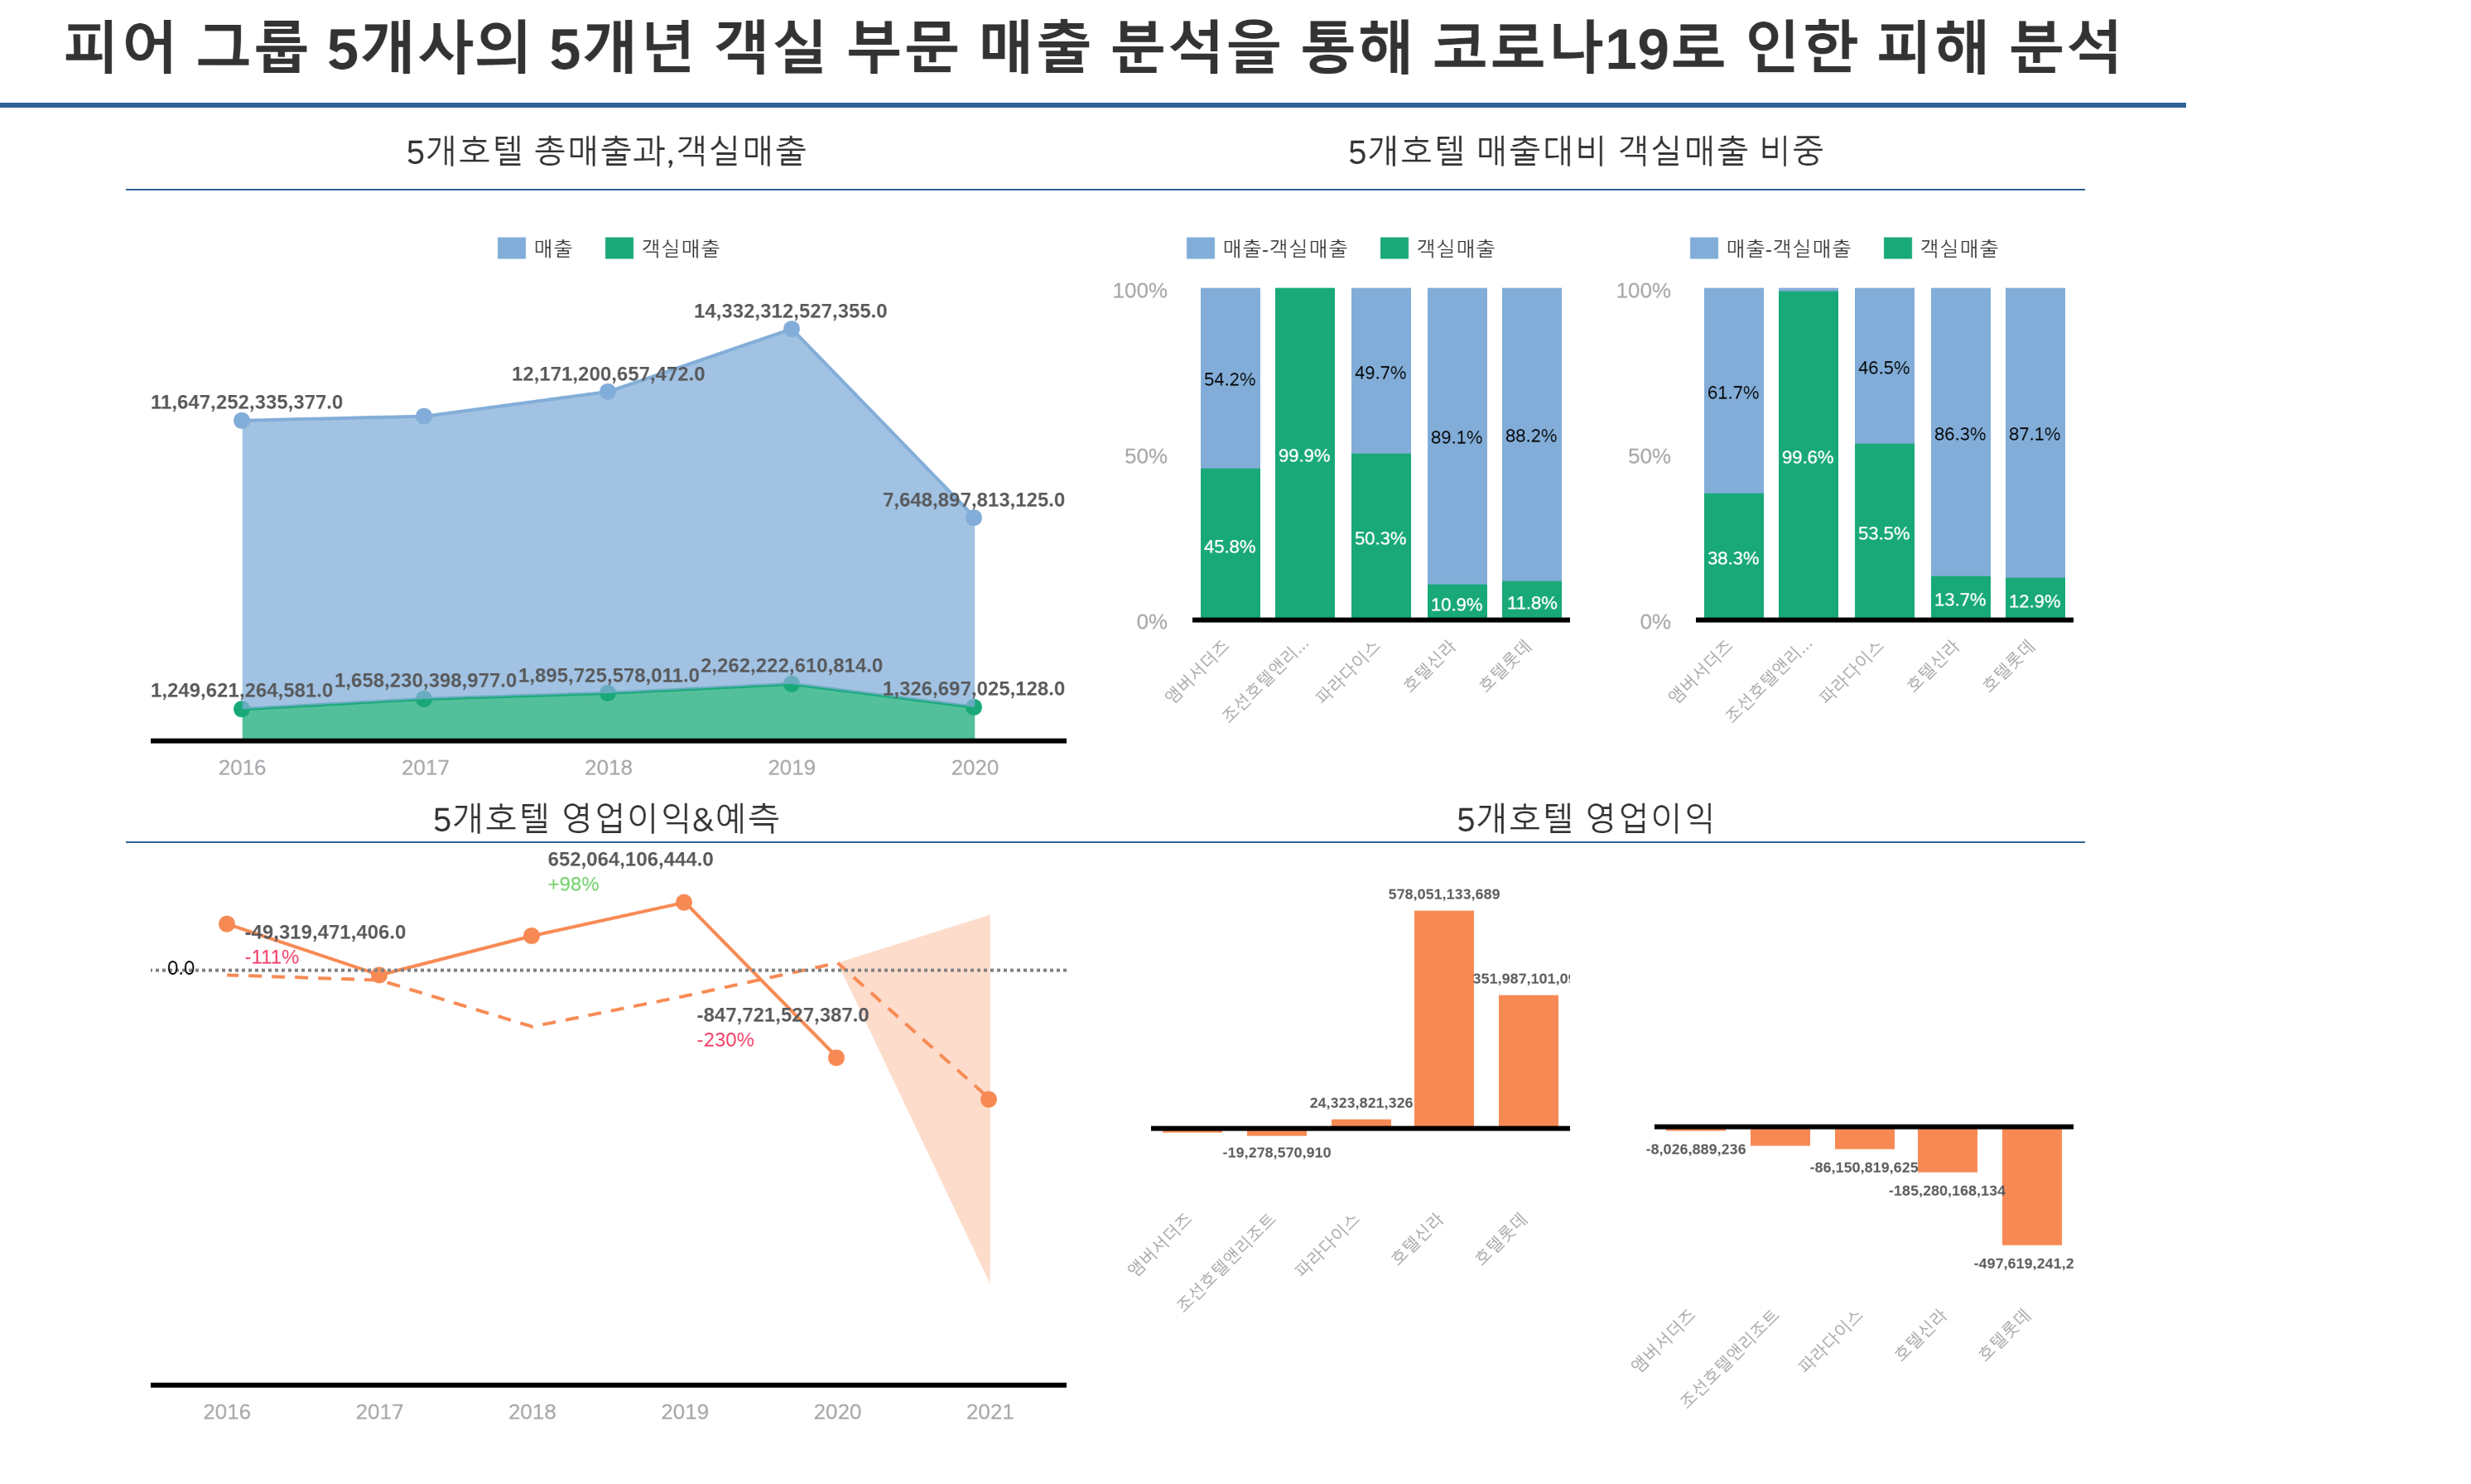 피어 그룹 5개사의 5개년 객실 부문 매출 분석을 통해 코로나19로 인한 피해 분석
5개호텔 총매출과,객실매출
매출 객실매출
14,332,312,527,355.0
12,171,200,657,472.0
11,647,252,335,377.0
7,648,897,813,125.0
1,249,621,264,581.0
1,658,230,398,977.0
1,895,725,578,011.0
2,262,222,610,814.0
1,326,697,025,128.0
2016 2017 2018 2019 2020
5개호텔 매출대비 객실매출 비중
매출-객실매출 객실매출
100%
50%
0%
54.2% 49.7% 89.1% 88.2%
45.8% 99.9% 50.3% 10.9% 11.8%
앰버서더즈
조선호텔앤리...
파라다이스
호텔신라
호텔롯데
매출-객실매출 객실매출
100%
50%
0%
61.7% 46.5% 86.3% 87.1%
38.3% 99.6% 53.5% 13.7% 12.9%
앰버서더즈
조선호텔앤리...
파라다이스
호텔신라
호텔롯데
5개호텔 영업이익&예측
652,064,106,444.0
+98%
-49,319,471,406.0
-111%
0.0
-847,721,527,387.0
-230%
2016 2017 2018 2019 2020 2021
5개호텔 영업이익
578,051,133,689
351,987,101,09
24,323,821,326
-19,278,570,910
앰버서더즈
조선호텔앤리조트
파라다이스
호텔신라
호텔롯데
-8,026,889,236
-86,150,819,625
-185,280,168,134
-497,619,241,2
앰버서더즈
조선호텔앤리조트
파라다이스
호텔신라
호텔롯데